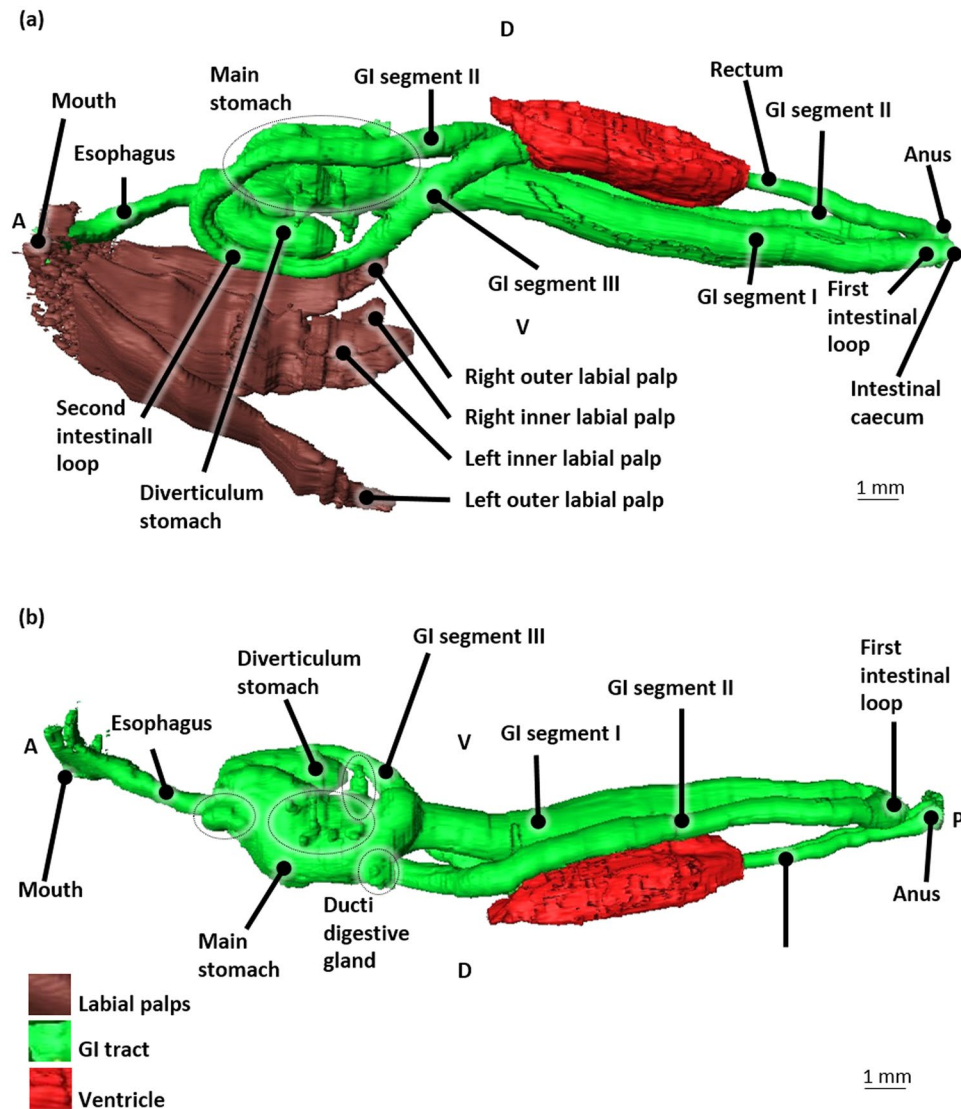 (a)
D
Main
stomach
GI segment II
Rectum
Mouth
GI segment II
Esophagus
Anus
A
GI segment III
GI segment I
First
intestinal
loop
V
Right outer labial palp
Intestinal
caecum
Second
intestinall
loop
Right inner labial palp
Left inner labial palp
Diverticulum
stomach
Left outer labial palp
1 mm
(b)
GI segment III
Diverticulum
stomach
First
intestinal
loop
GI segment II
Esophagus
A
V
GI segment I
P
Mouth
Anus
Main
stomach
Ducti
digestive
gland
D
Labial palps
GI tract
Ventricle
1 mm